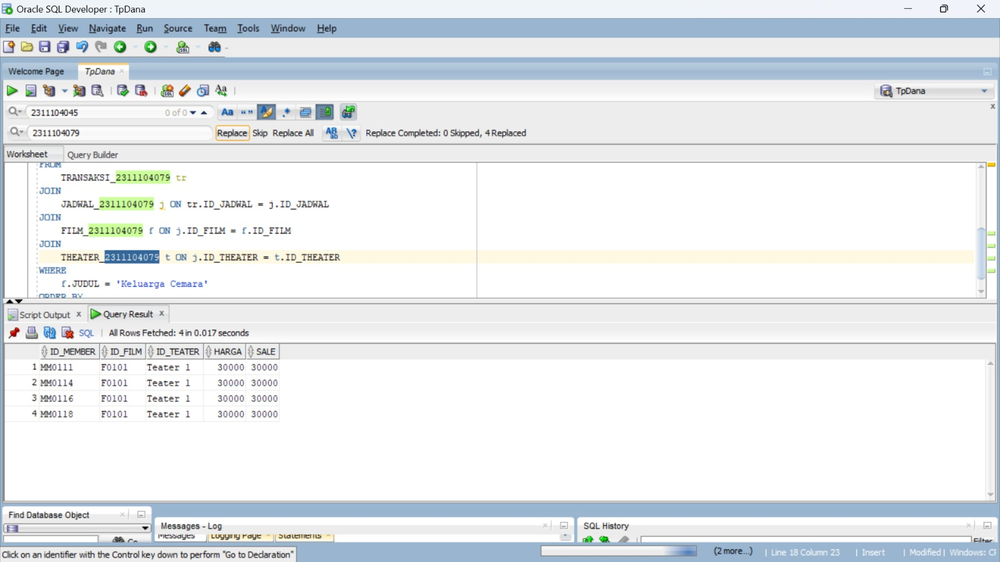 Oracle SQL Developer : TpDana
File Edit View Navigate Run Source Team Tools Window Help
Welcome Page TpDana
TpDana
2311104045 0 of 0 Aa
2311104079 Replace Skip Replace All Replace Completed: 0 Skipped, 4 Replaced
Worksheet Query Builder
FROM
TRANSAKSI_2311104079 tr
JOIN
JADWAL_2311104079 j ON tr.ID_JADWAL = j.ID_JADWAL
JOIN
FILM_2311104079 f ON j.ID_FILM = f.ID_FILM
JOIN
THEATER_2311104079 t ON j.ID_THEATER = t.ID_THEATER
WHERE
f.JUDUL = 'Keluarga Cemara'
ORDER BY
Script Output x Query Result x
SQL | All Rows Fetched: 4 in 0.017 seconds
ID_MEMBER ID_FILM ID_TEATER HARGA SALE
1 MM0111 F0101 Teater 1 30000 30000
2 MM0114 F0101 Teater 1 30000 30000
3 MM0116 F0101 Teater 1 30000 30000
4 MM0118 F0101 Teater 1 30000 30000
Find Database Object
Messages - Log
SQL History
Messages Logging Page Statements
Go
Filter
Click on an identifier with the Control key down to perform "Go to Declaration"
(2 more...) | Line 18 Column 23 | Insert | Modified | Windows: CR